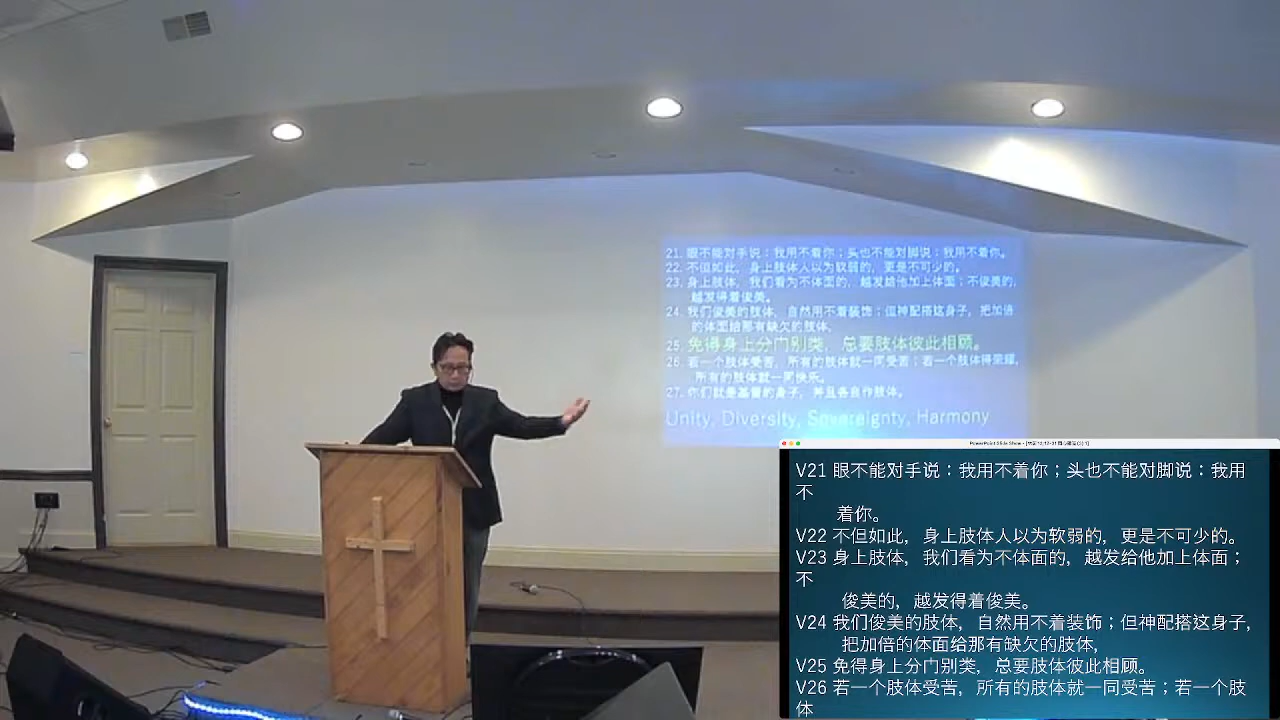 21. 眼不能对手说：我用不着你；头也不能对脚说：我用不着你。
22. 不但如此，身上肢体人以为软弱的，更是不可少的。
23. 身上肢体，我们看为不体面的，越发给他加上体面；不俊美的，
越发得着俊美。
24. 我们俊美的肢体，自然用不着装饰；但神配搭这身子，把加倍
的体面给那有缺欠的肢体，
25. 免得身上分门别类，总要肢体彼此相顾。
26. 若一个肢体受苦，所有的肢体就一同受苦；若一个肢体得荣耀，
所有的肢体就一同快乐。
27. 你们就是基督的身子，并且各自作肢体。
Unity, Diversity, Sovereignty, Harmony
V21 眼不能对手说：我用不着你；头也不能对脚说：我用
不
着你。
V22 不但如此，身上肢体人以为软弱的，更是不可少的。
V23 身上肢体，我们看为不体面的，越发给他加上体面；
不
俊美的，越发得着俊美。
V24 我们俊美的肢体，自然用不着装饰；但神配搭这身子，
把加倍的体面给那有缺欠的肢体，
V25 免得身上分门别类，总要肢体彼此相顾。
V26 若一个肢体受苦，所有的肢体就一同受苦；若一个肢
体